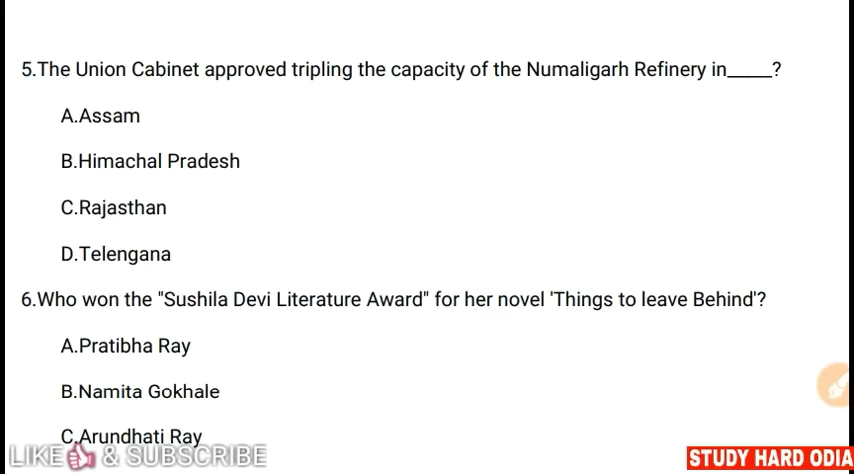 5.The Union Cabinet approved tripling the capacity of the Numaligarh Refinery in_____?
A.Assam
B.Himachal Pradesh
C.Rajasthan
D.Telengana
6.Who won the "Sushila Devi Literature Award" for her novel 'Things to leave Behind'?
A.Pratibha Ray
B.Namita Gokhale
C.Arundhati Ray
LIKE & SUBSCRIBE
STUDY HARD ODIA